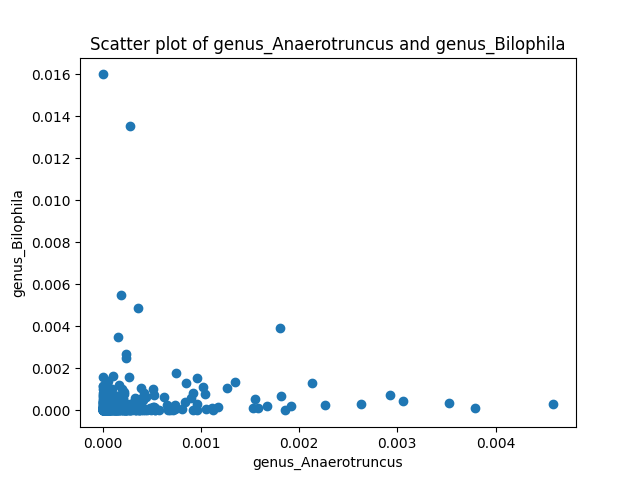 Scatter plot of genus_Anaerotruncus and genus_Bilophila
0.016
0.014
0.012
0.010
0.008
0.006
0.004
0.002
0.000
genus_Bilophila
0.000 0.001 0.002 0.003 0.004
genus_Anaerotruncus